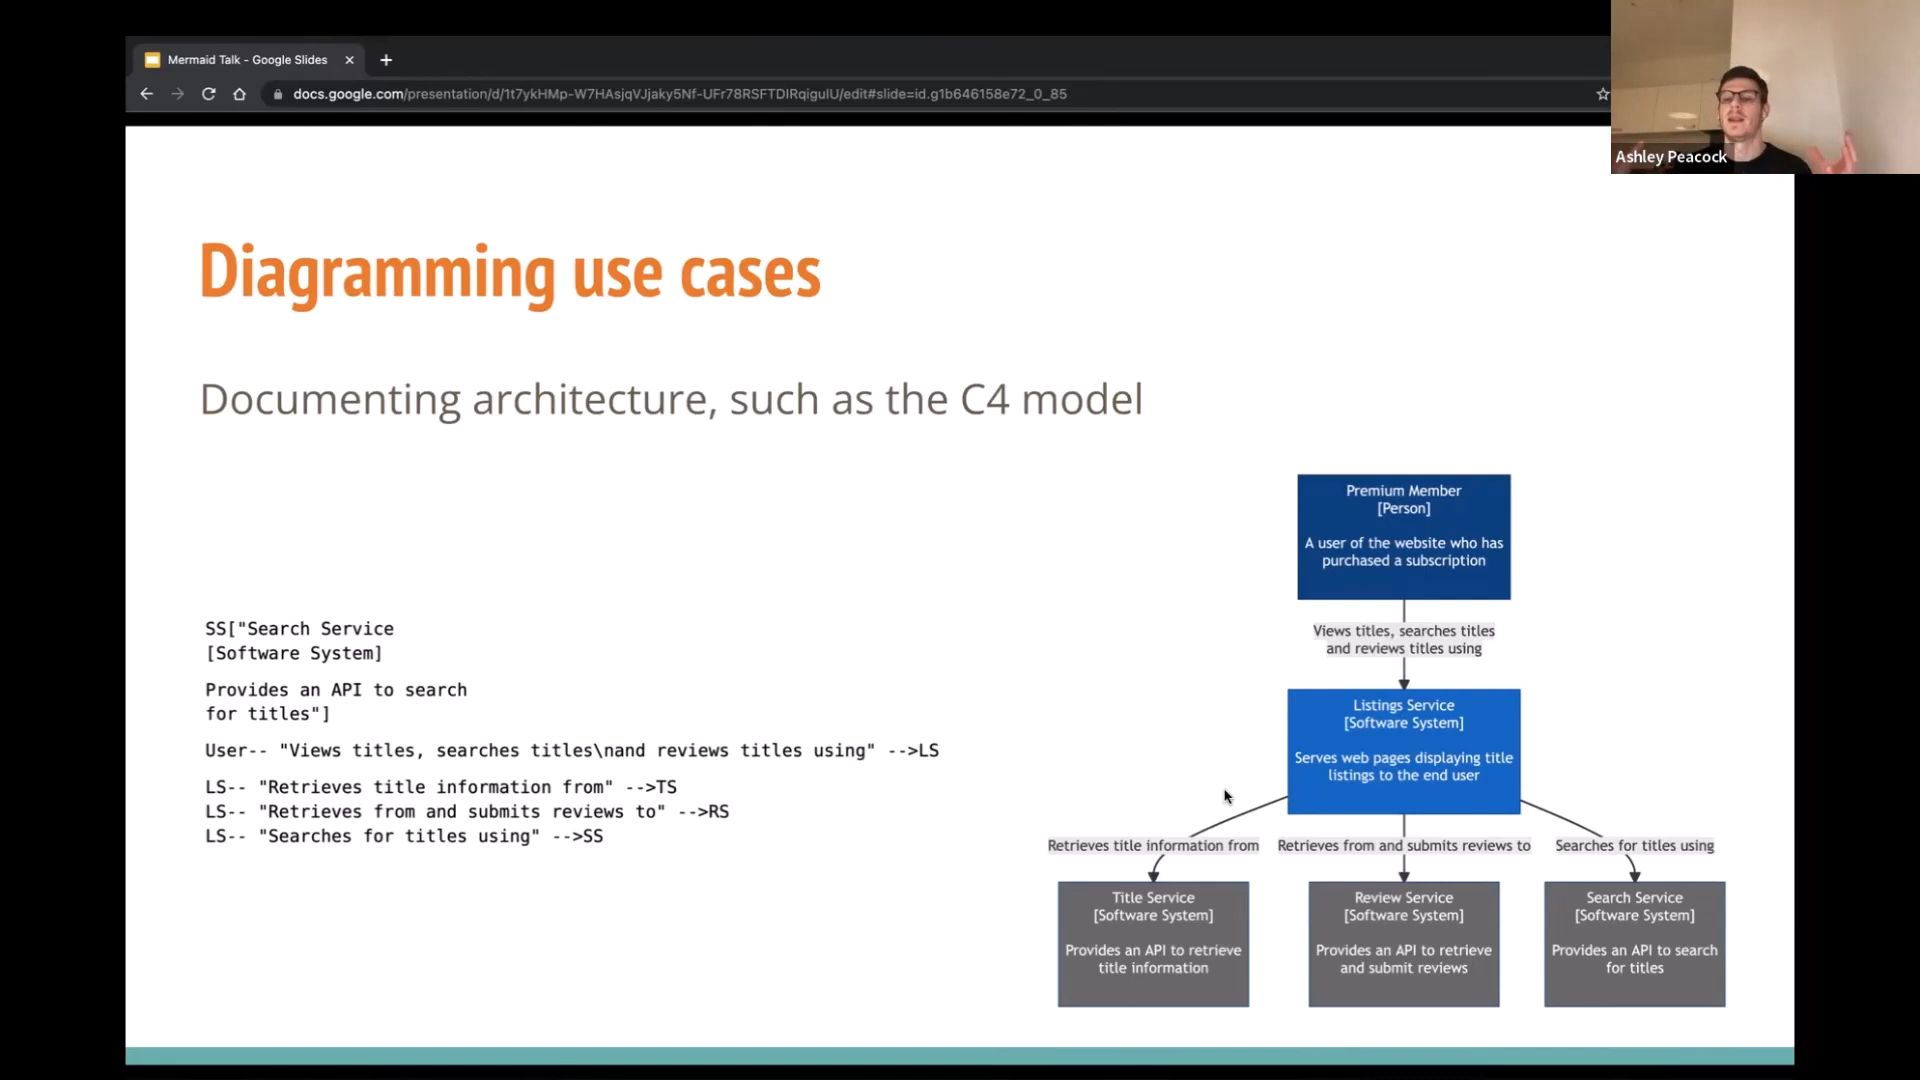 Mermaid Talk - Google Slides
docs.google.com/presentation/d/1t7ykHMp-W7HAsjqVJjaky5Nf-UFr78RSFTDIRqigulU/edit#slide=id.g1b646158e72_0_85
Ashley Peacock
Diagramming use cases
Documenting architecture, such as the C4 model
SS["Search Service
[Software System]
Provides an API to search
for titles"]
User-- "Views titles, searches titles\nand reviews titles using" -->LS
LS-- "Retrieves title information from" -->TS
LS-- "Retrieves from and submits reviews to" -->RS
LS-- "Searches for titles using" -->SS
Premium Member
[Person]
A user of the website who has
purchased a subscription
Views titles, searches titles
and reviews titles using
Listings Service
[Software System]
Serves web pages displaying title
listings to the end user
Retrieves title information from
Retrieves from and submits reviews to
Searches for titles using
Title Service
[Software System]
Provides an API to retrieve
title information
Review Service
[Software System]
Provides an API to retrieve
and submit reviews
Search Service
[Software System]
Provides an API to search
for titles